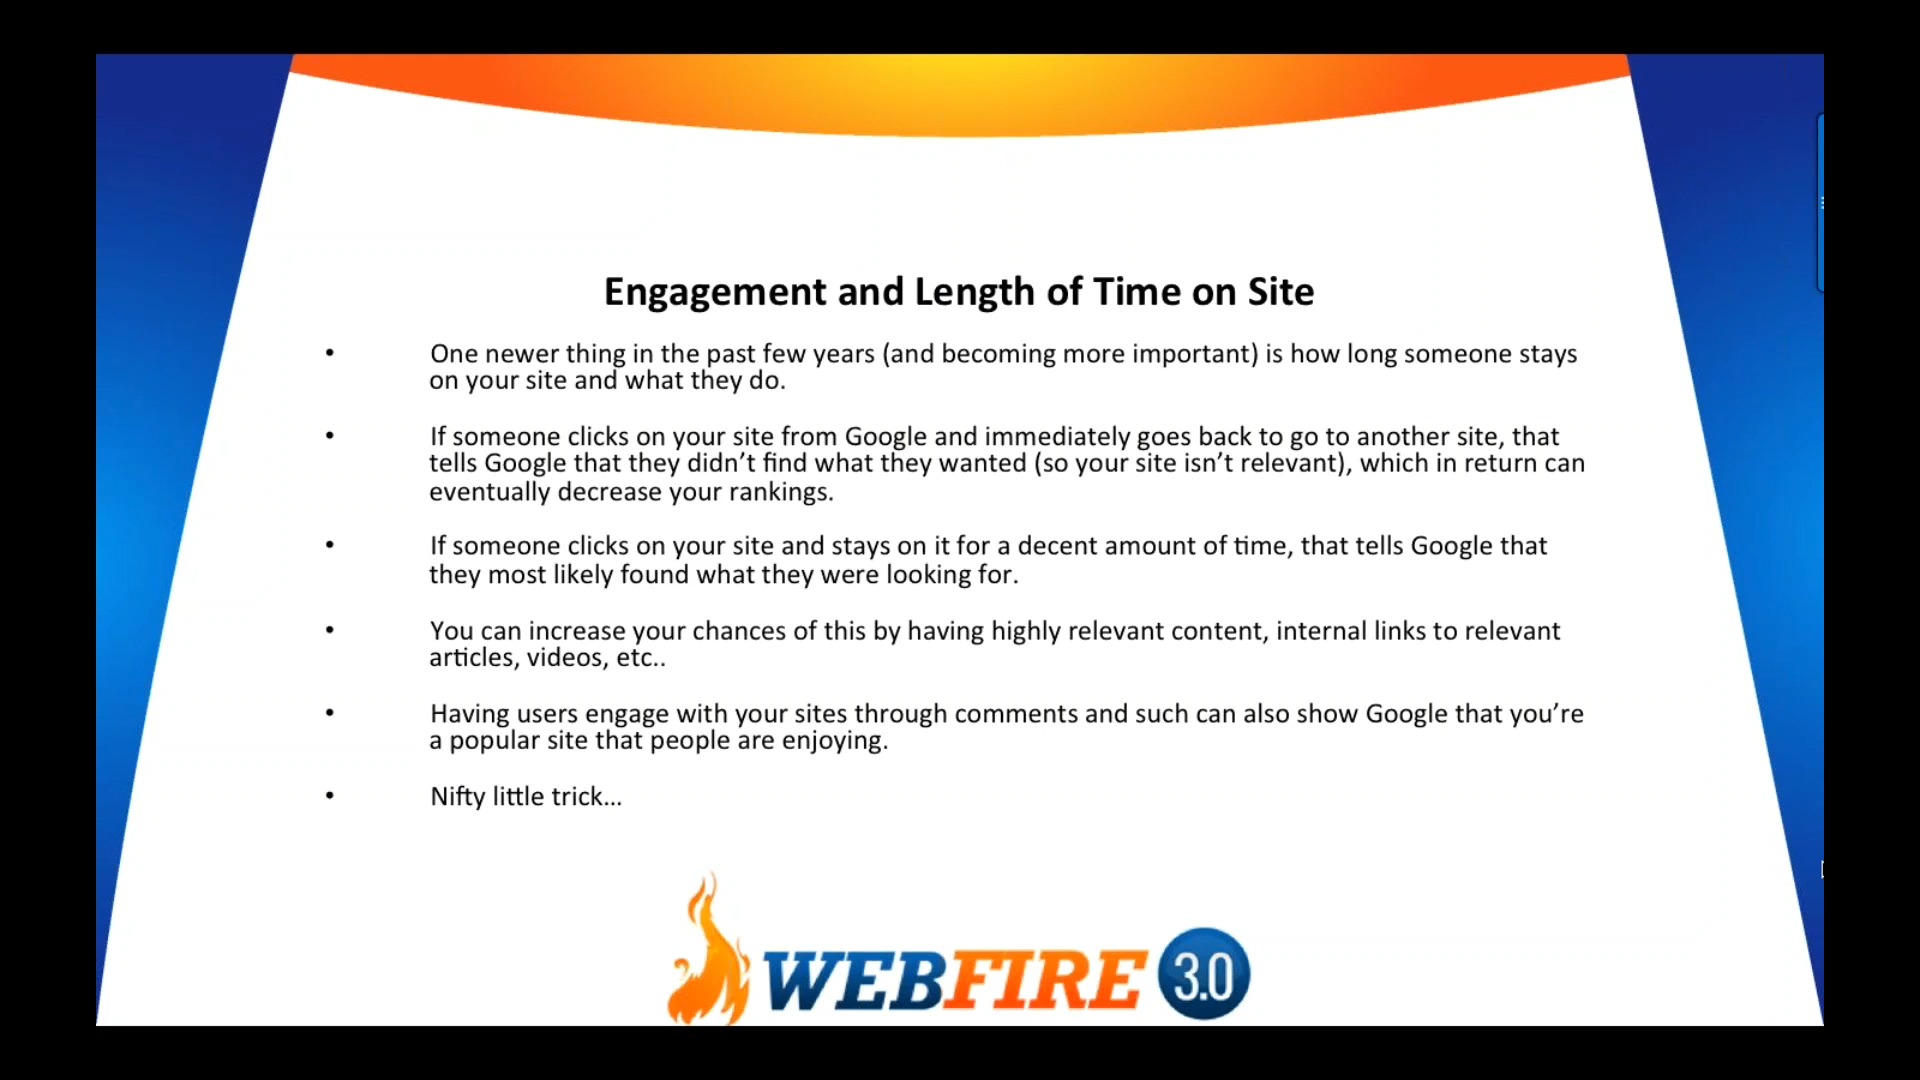 Engagement and Length of Time on Site
• One newer thing in the past few years (and becoming more important) is how long someone stays
on your site and what they do.
• If someone clicks on your site from Google and immediately goes back to go to another site, that
tells Google that they didn’t find what they wanted (so your site isn’t relevant), which in return can
eventually decrease your rankings.
• If someone clicks on your site and stays on it for a decent amount of time, that tells Google that
they most likely found what they were looking for.
• You can increase your chances of this by having highly relevant content, internal links to relevant
articles, videos, etc..
• Having users engage with your sites through comments and such can also show Google that you’re
a popular site that people are enjoying.
• Nifty little trick…
WEBFIRE 3.0